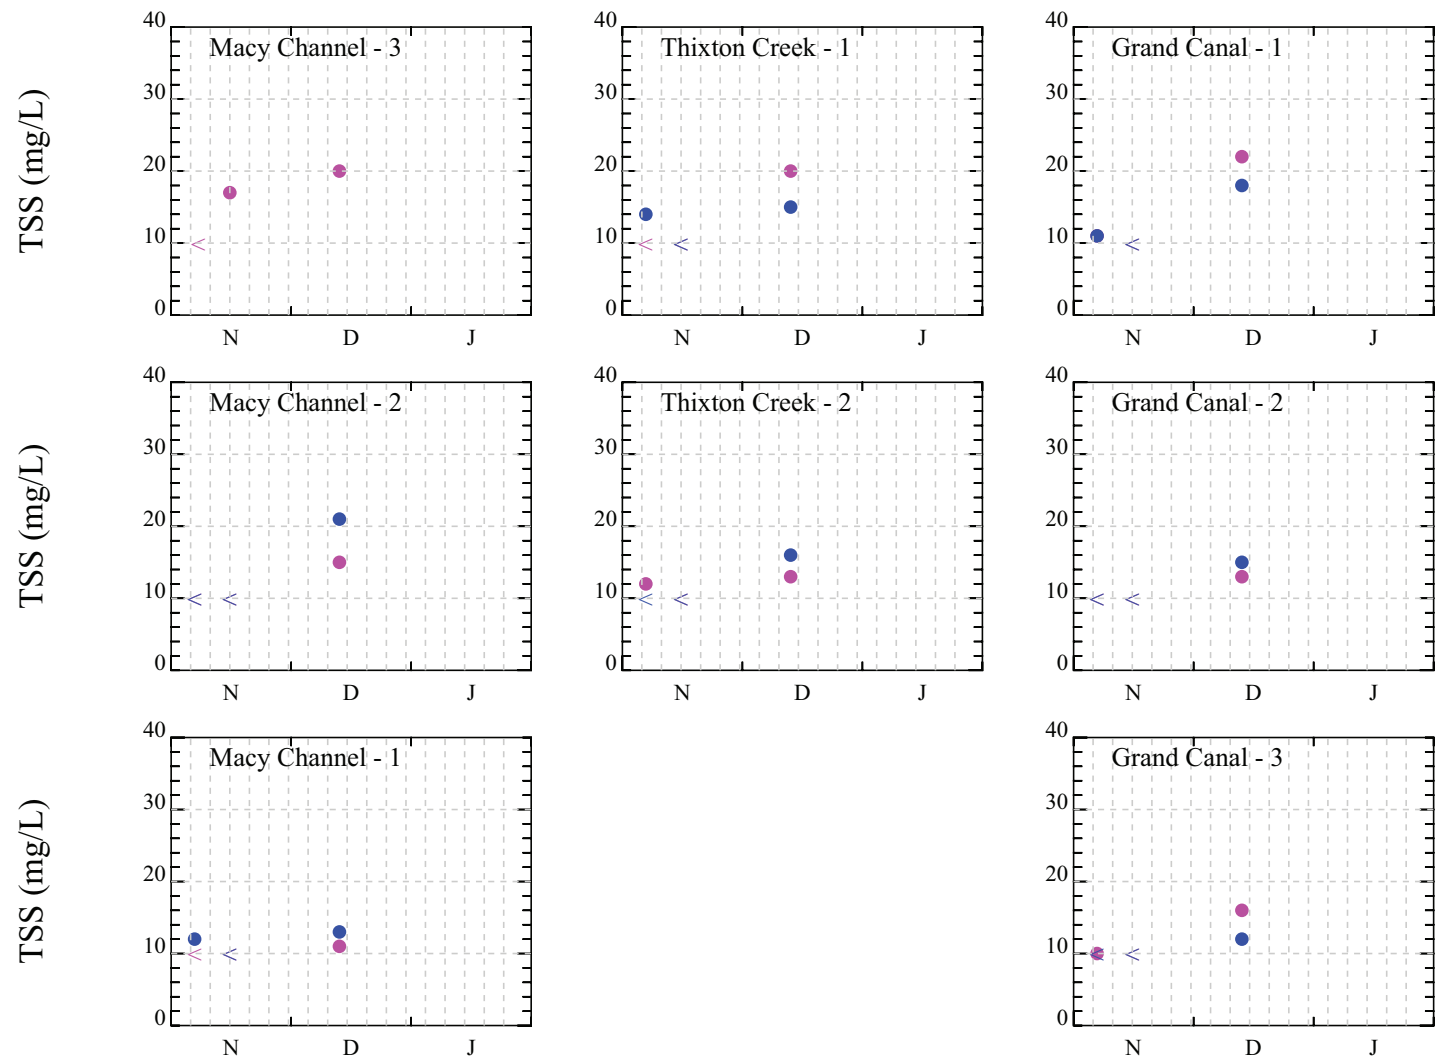 40 Macy Channel - 3
30
20
10
0
N D J
TSS (mg/L)
40 Thixton Creek - 1
30
20
10
0
N D J
40 Grand Canal - 1
30
20
10
0
N D J
40 Macy Channel - 2
30
20
10
0
N D J
TSS (mg/L)
40 Thixton Creek - 2
30
20
10
0
N D J
40 Grand Canal - 2
30
20
10
0
N D J
40 Macy Channel - 1
30
20
10
0
N D J
TSS (mg/L)
40 Grand Canal - 3
30
20
10
0
N D J